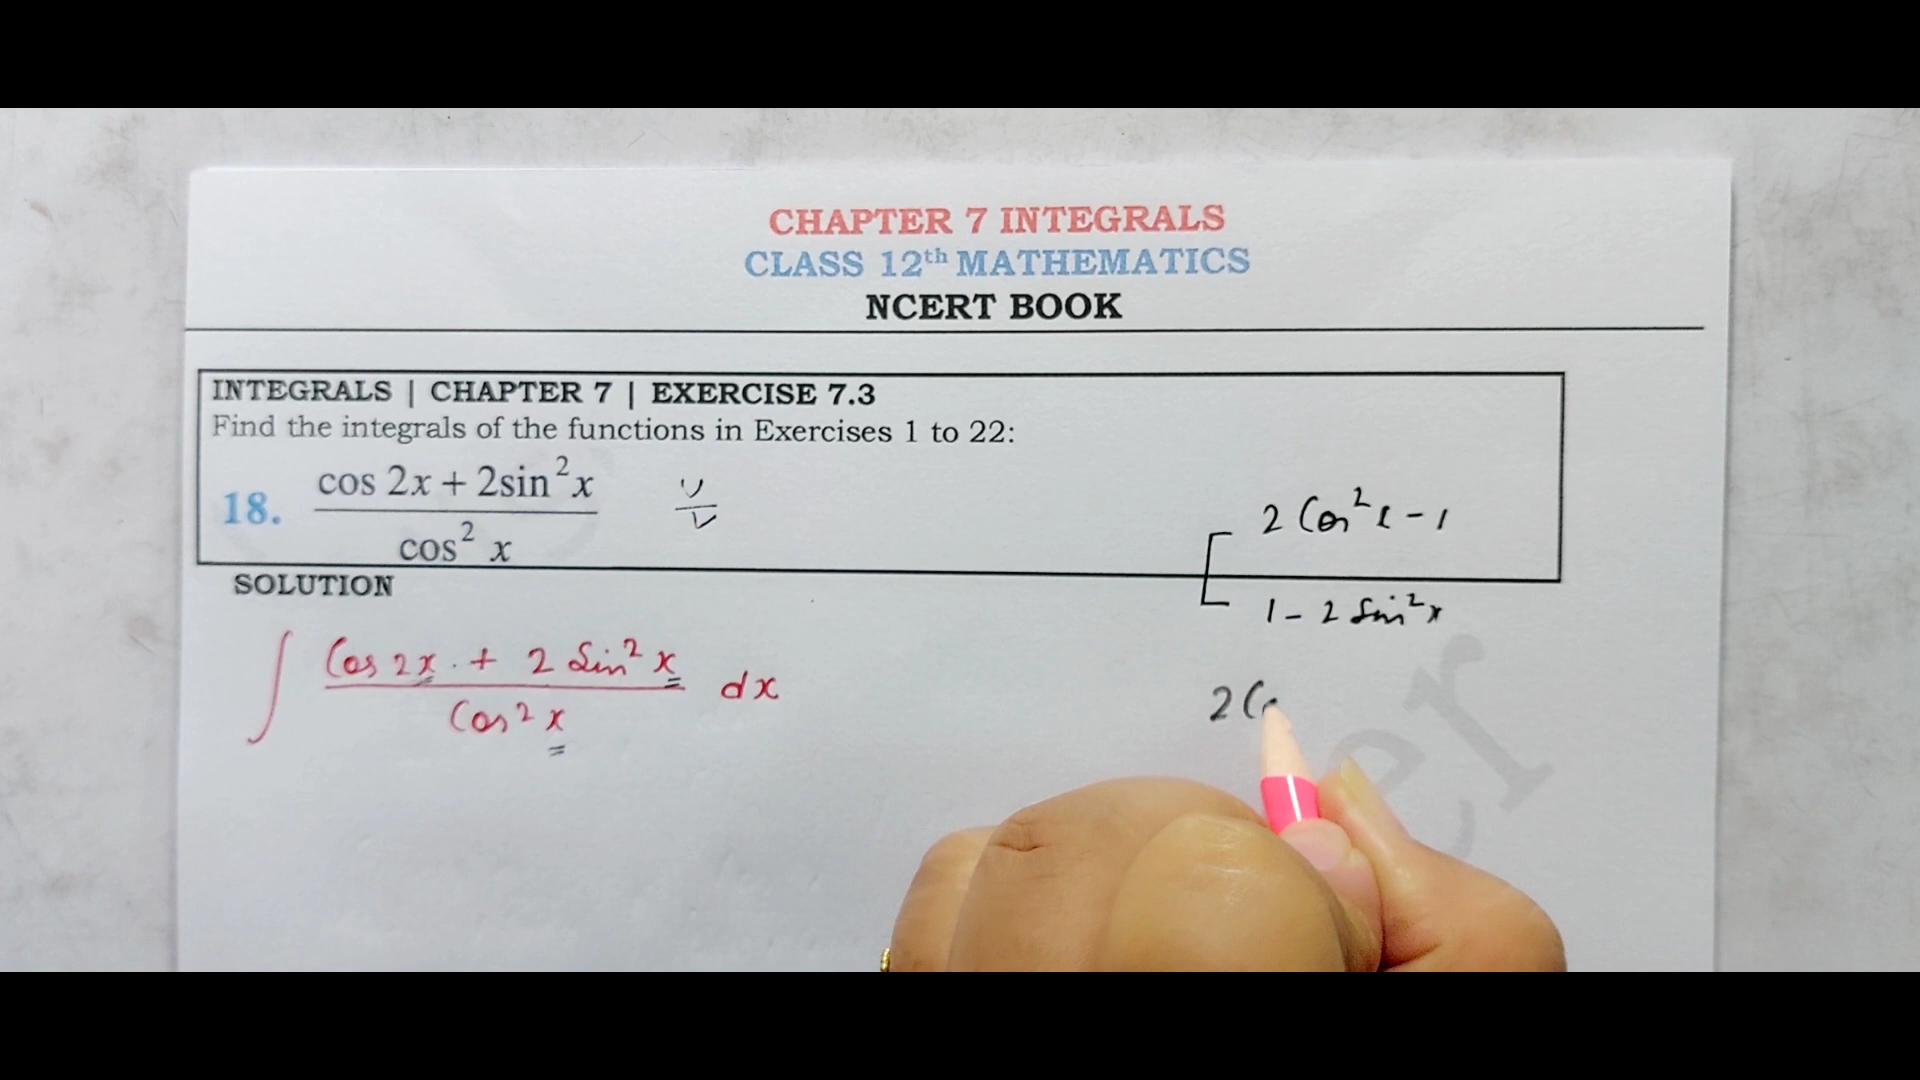 CHAPTER 7 INTEGRALS
CLASS 12th MATHEMATICS
NCERT BOOK
INTEGRALS | CHAPTER 7 | EXERCISE 7.3
Find the integrals of the functions in Exercises 1 to 22:
18. cos 2x + 2sin²x / cos² x
U / V
2 Cos²x - 1
1 - 2 Sin²x
SOLUTION
∫ Cos 2x + 2 Sin² x / Cos² x dx
2 Co